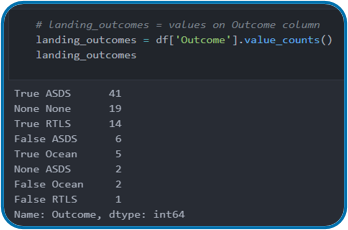 # landing_outcomes = values on Outcome column
landing_outcomes = df['Outcome'].value_counts()
landing_outcomes
True ASDS 41
None None 19
True RTLS 14
False ASDS 6
True Ocean 5
None ASDS 2
False Ocean 2
False RTLS 1
Name: Outcome, dtype: int64